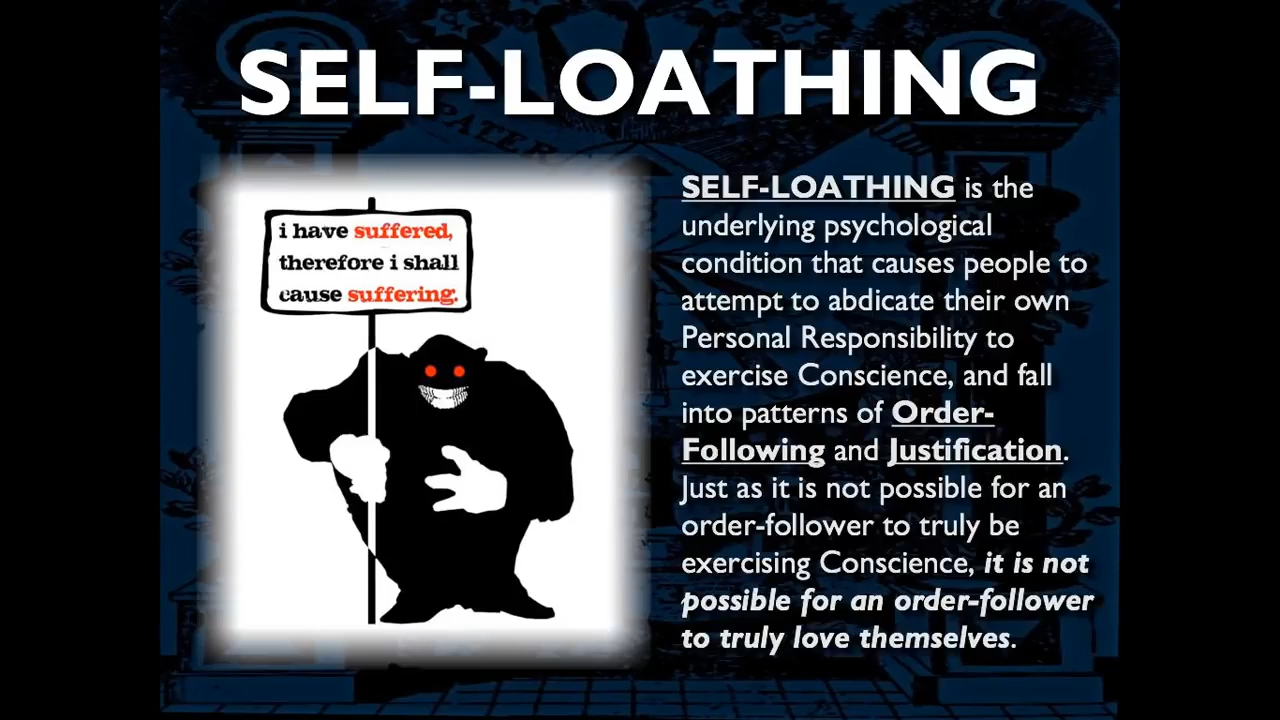 SELF-LOATHING
i have suffered,
therefore i shall
cause suffering.
SELF-LOATHING is the
underlying psychological
condition that causes people to
attempt to abdicate their own
Personal Responsibility to
exercise Conscience, and fall
into patterns of Order-
Following and Justification.
Just as it is not possible for an
order-follower to truly be
exercising Conscience, it is not
possible for an order-follower
to truly love themselves.